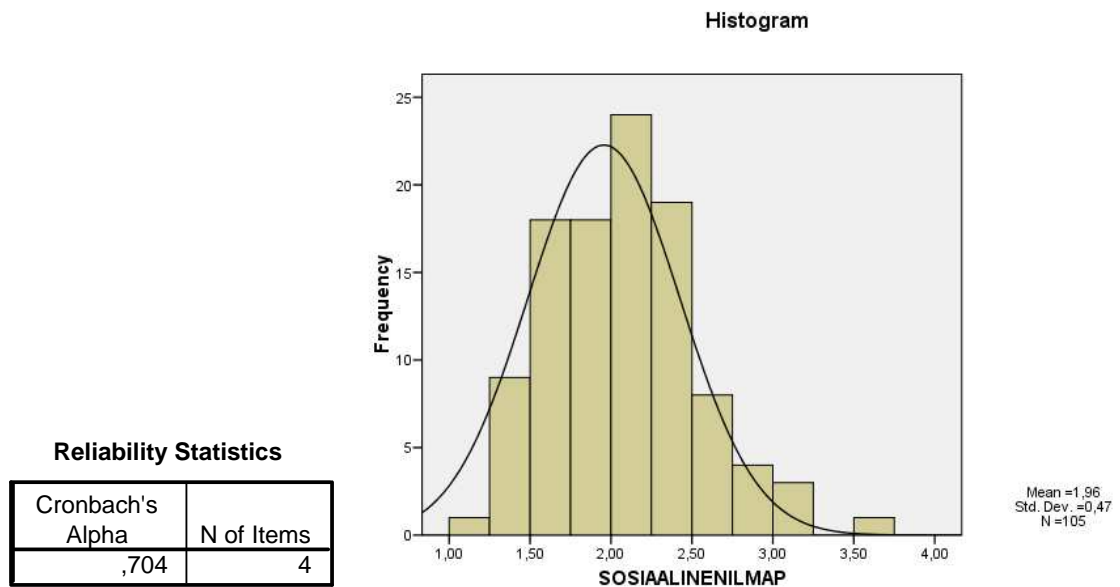 Histogram
25
20
15
10
5
0
Frequency
1,00 1,50 2,00 2,50 3,00 3,50 4,00
SOSIAALINENILMAP
Mean =1,96
Std. Dev. =0,47
N =105
Reliability Statistics
Cronbach's
Alpha N of Items
,704 4